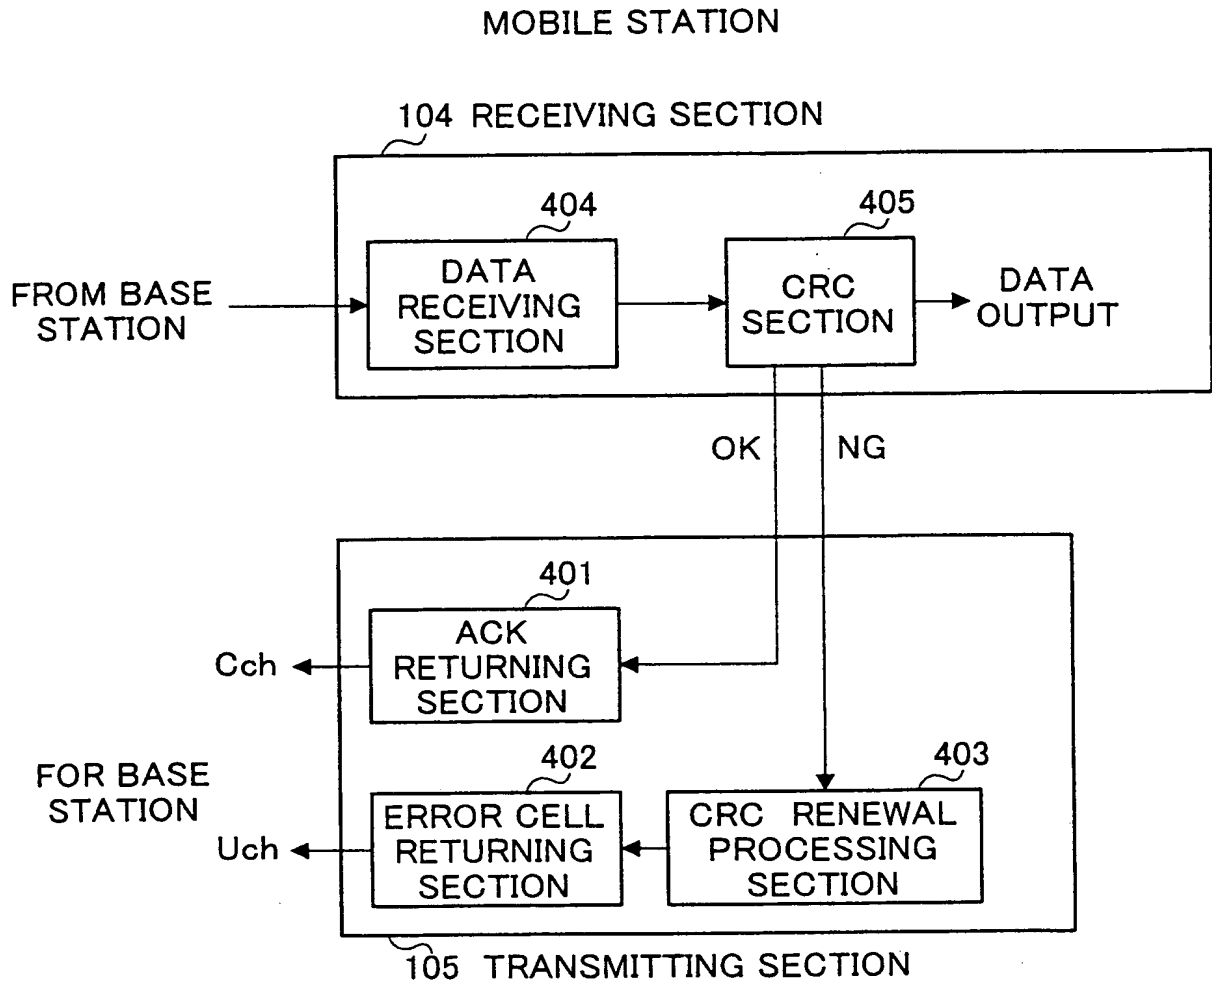 MOBILE STATION
104 RECEIVING SECTION
404
405
DATA
RECEIVING
SECTION
CRC
SECTION
DATA
OUTPUT
FROM BASE
STATION
OK
NG
401
ACK
RETURNING
SECTION
Cch
FOR BASE
STATION
402
403
ERROR CELL
RETURNING
SECTION
CRC RENEWAL
PROCESSING
SECTION
Uch
105 TRANSMITTING SECTION